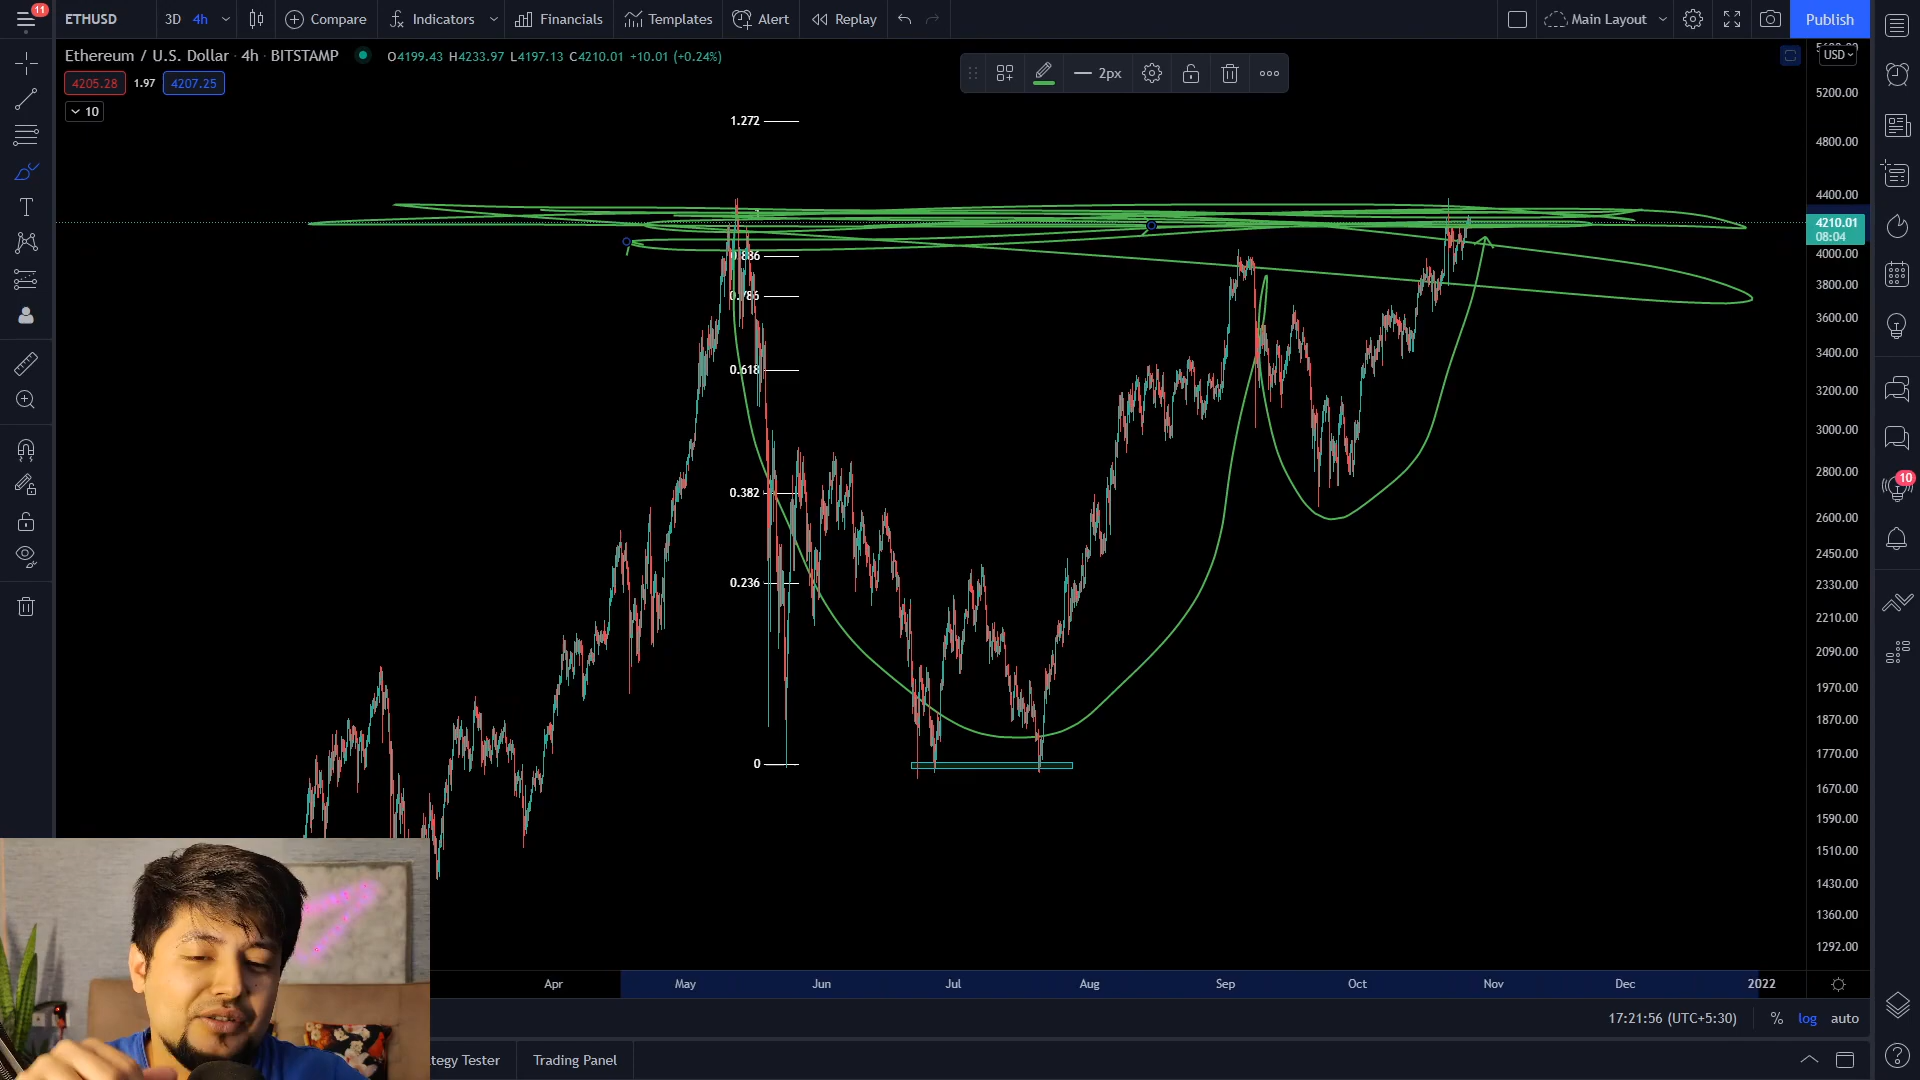 11
ETHUSD
3D
4h
Compare
Indicators
Financials
Templates
Alert
Replay
Main Layout
Publish
Ethereum / U.S. Dollar · 4h · BITSTAMP
O4199.43 H4233.97 L4197.13 C4210.01 +10.01 (+0.24%)
4205.28
1.97
4207.25
10
2px
USD
5200.00
4800.00
4400.00
4210.01
08:04
4000.00
3800.00
3600.00
3400.00
3200.00
3000.00
2800.00
2600.00
2450.00
2330.00
2210.00
2090.00
1970.00
1870.00
1770.00
1670.00
1590.00
1510.00
1430.00
1360.00
1292.00
1.272
0.786
0.618
0.382
0.236
0
10
Apr
May
Jun
Jul
Aug
Sep
Oct
Nov
Dec
2022
17:21:56 (UTC+5:30)
%
log
auto
tegy Tester
Trading Panel